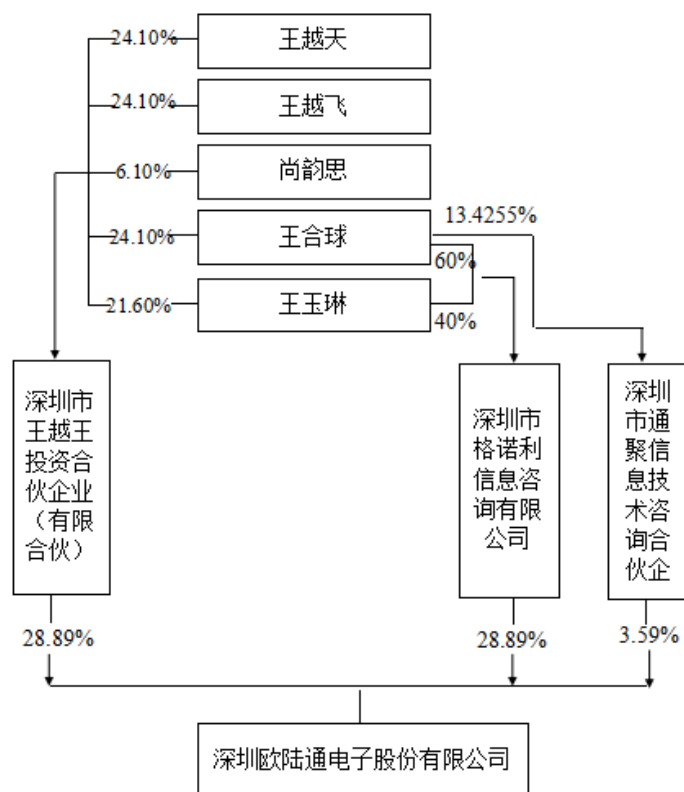 24.10%
王越天
24.10%
王越飞
6.10%
尚韵思
13.4255%
24.10%
王合球
60%
21.60%
王玉琳
40%
深圳市
王越王
投资合
伙企业
（有限
合伙）
深圳市
格诺利
信息咨
询有限
公司
深圳
市通
聚信
息技
术咨
询合
伙企
28.89%
28.89%
3.59%
深圳欧陆通电子股份有限公司